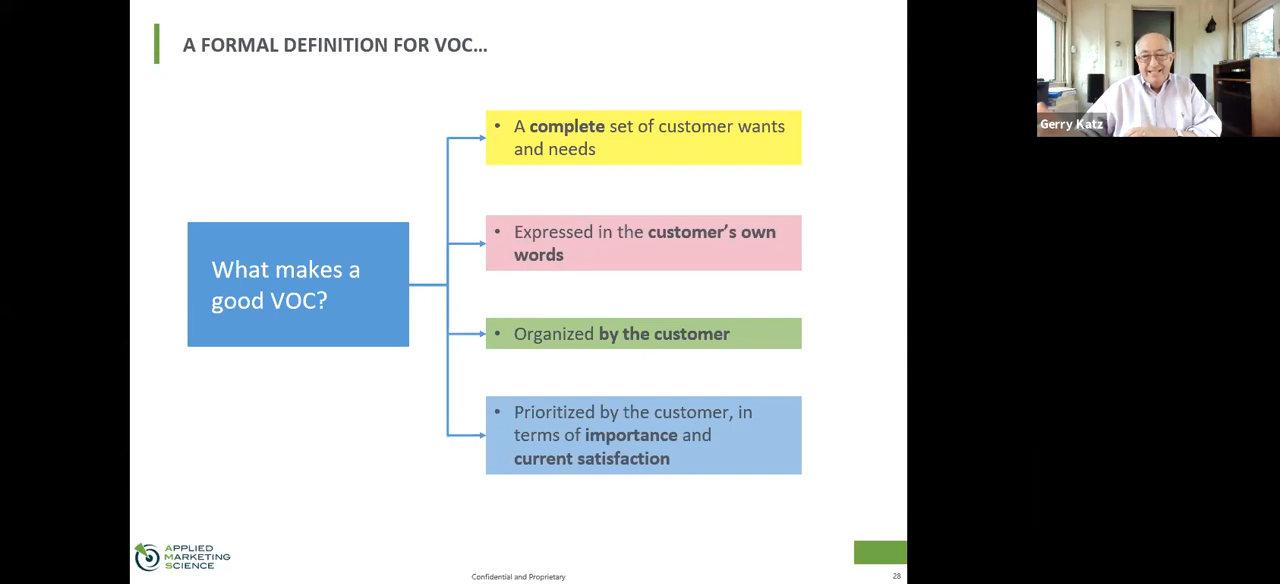 A FORMAL DEFINITION FOR VOC...
What makes a
good VOC?
• A complete set of customer wants
and needs
• Expressed in the customer's own
words
• Organized by the customer
• Prioritized by the customer, in
terms of importance and
current satisfaction
APPLIED
MARKETING
SCIENCE
Confidential and Proprietary
28
Gerry Katz